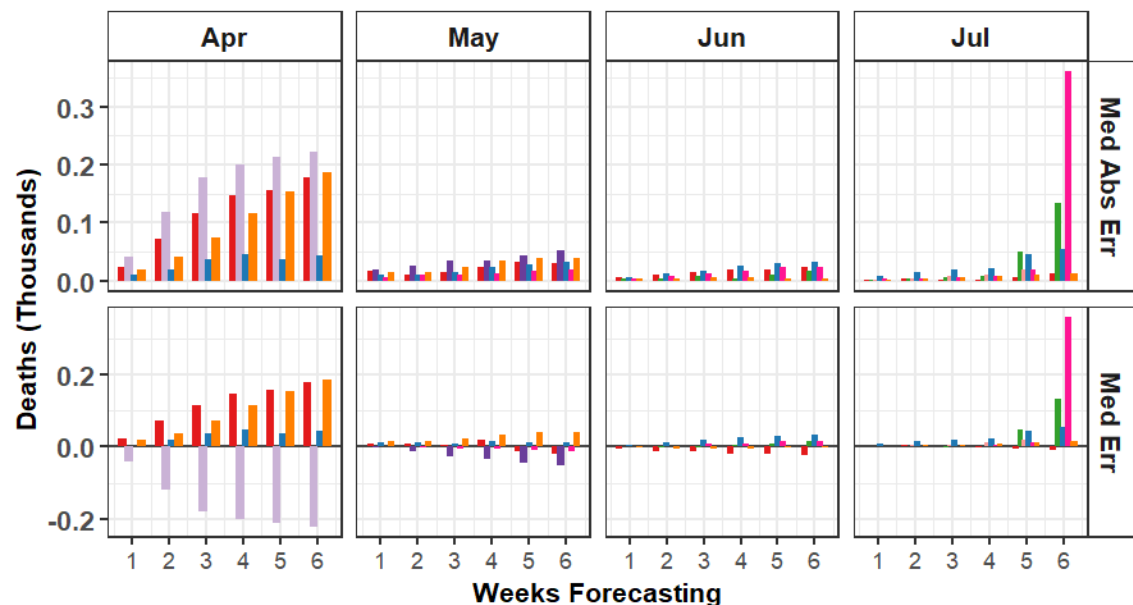 Apr May Jun Jul
Deaths (Thousands)
0.3
0.2
0.1
0.0
Med Abs Err
0.2
0.0
-0.2
Med Err
1 2 3 4 5 6 1 2 3 4 5 6 1 2 3 4 5 6 1 2 3 4 5 6
Weeks Forecasting